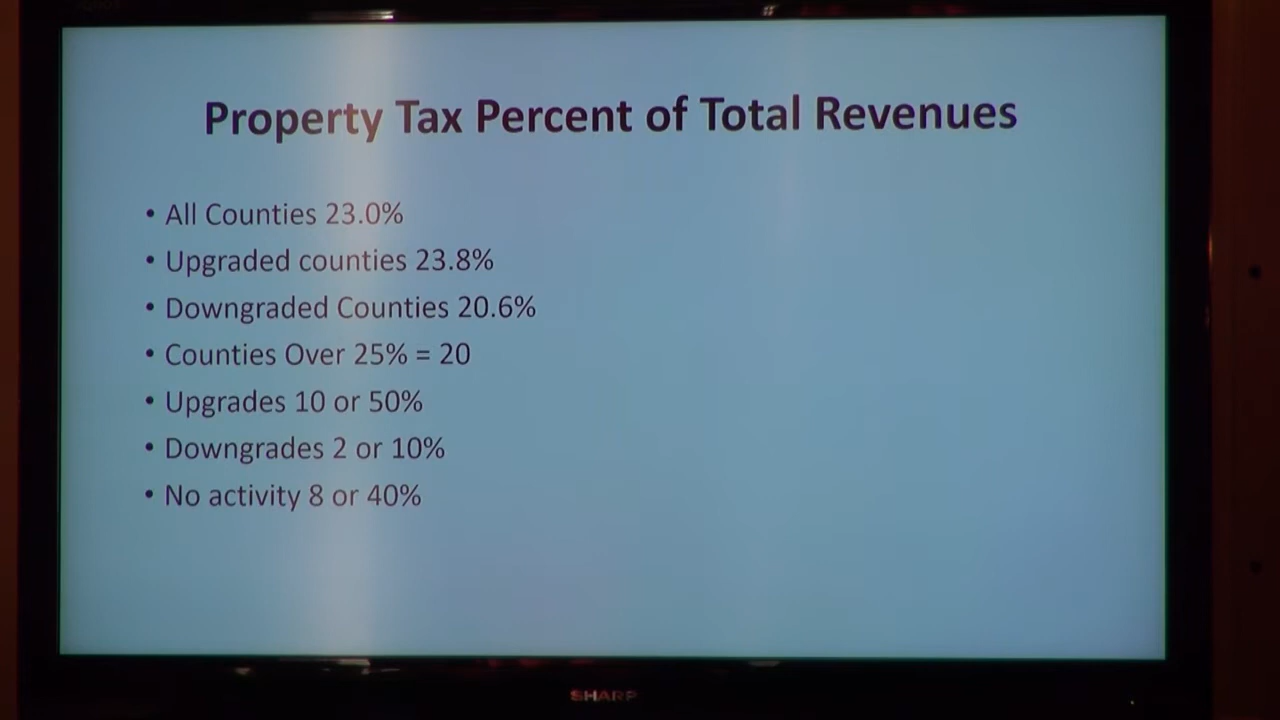 Property Tax Percent of Total Revenues
• All Counties 23.0%
• Upgraded counties 23.8%
• Downgraded Counties 20.6%
• Counties Over 25% = 20
• Upgrades 10 or 50%
• Downgrades 2 or 10%
• No activity 8 or 40%
SHARP